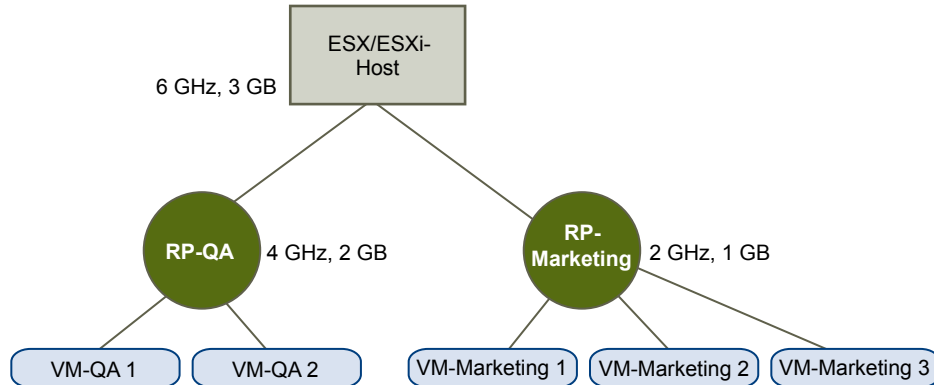 ESX/ESXi-
Host
6 GHz, 3 GB
RP-QA
4 GHz, 2 GB
RP-
Marketing
2 GHz, 1 GB
VM-QA 1
VM-QA 2
VM-Marketing 1
VM-Marketing 2
VM-Marketing 3